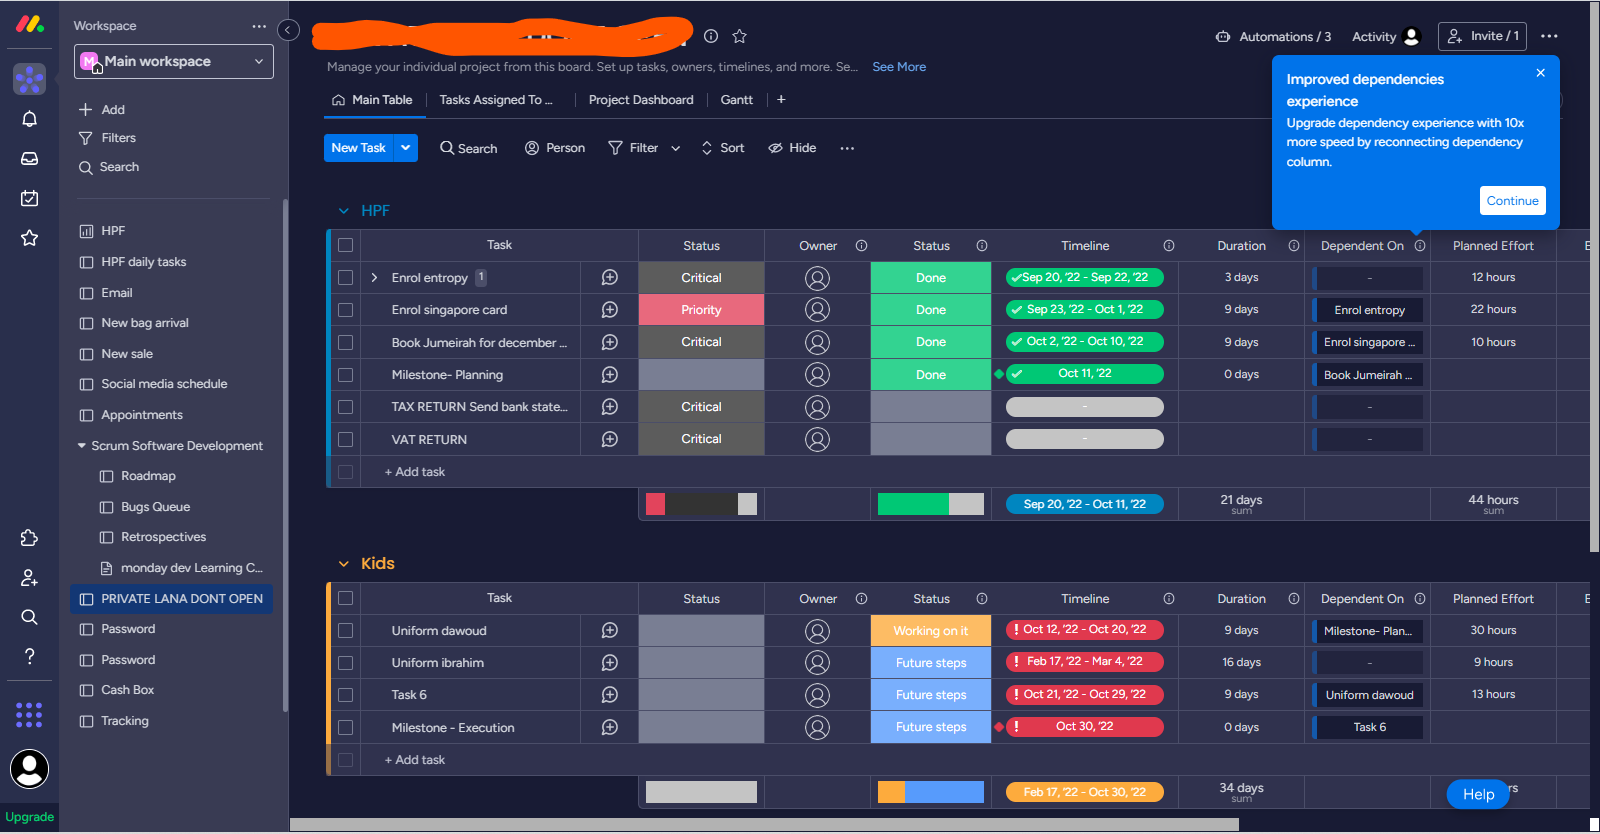 Workspace
M Main workspace
Add
Filters
Search
HPF
HPF daily tasks
Email
New bag arrival
New sale
Social media schedule
Appointments
Scrum Software Development
Roadmap
Bugs Queue
Retrospectives
monday dev Learning C...
PRIVATE LANA DONT OPEN
Password
Password
Cash Box
Tracking
Upgrade
Automations / 3 Activity Invite / 1
Manage your individual project from this board. Set up tasks, owners, timelines, and more. Se... See More
Main Table Tasks Assigned To ... Project Dashboard Gantt +
New Task Search Person Filter Sort Hide
Improved dependencies
experience
Upgrade dependency experience with 10x
more speed by reconnecting dependency
column.
Continue
HPF
Task Status Owner Status Timeline Duration Dependent On Planned Effort E
Enrol entropy 1 Critical Done Sep 20, '22 - Sep 22, '22 3 days - 12 hours
Enrol singapore card Priority Done Sep 23, '22 - Oct 1, '22 9 days Enrol entropy 22 hours
Book Jumeirah for december ... Critical Done Oct 2, '22 - Oct 10, '22 9 days Enrol singapore ... 10 hours
Milestone- Planning Done Oct 11, '22 0 days Book Jumeirah ...
TAX RETURN Send bank state... Critical - -
VAT RETURN Critical - -
+ Add task
Sep 20, '22 - Oct 11, '22 21 days 44 hours
sum sum
Kids
Task Status Owner Status Timeline Duration Dependent On Planned Effort E
Uniform dawoud Working on it ! Oct 12, '22 - Oct 20, '22 9 days Milestone- Plan... 30 hours
Uniform ibrahim Future steps ! Feb 17, '22 - Mar 4, '22 16 days - 9 hours
Task 6 Future steps ! Oct 21, '22 - Oct 29, '22 9 days Uniform dawoud 13 hours
Milestone - Execution Future steps ! Oct 30, '22 0 days Task 6
+ Add task
Feb 17, '22 - Oct 30, '22 34 days
sum
Help